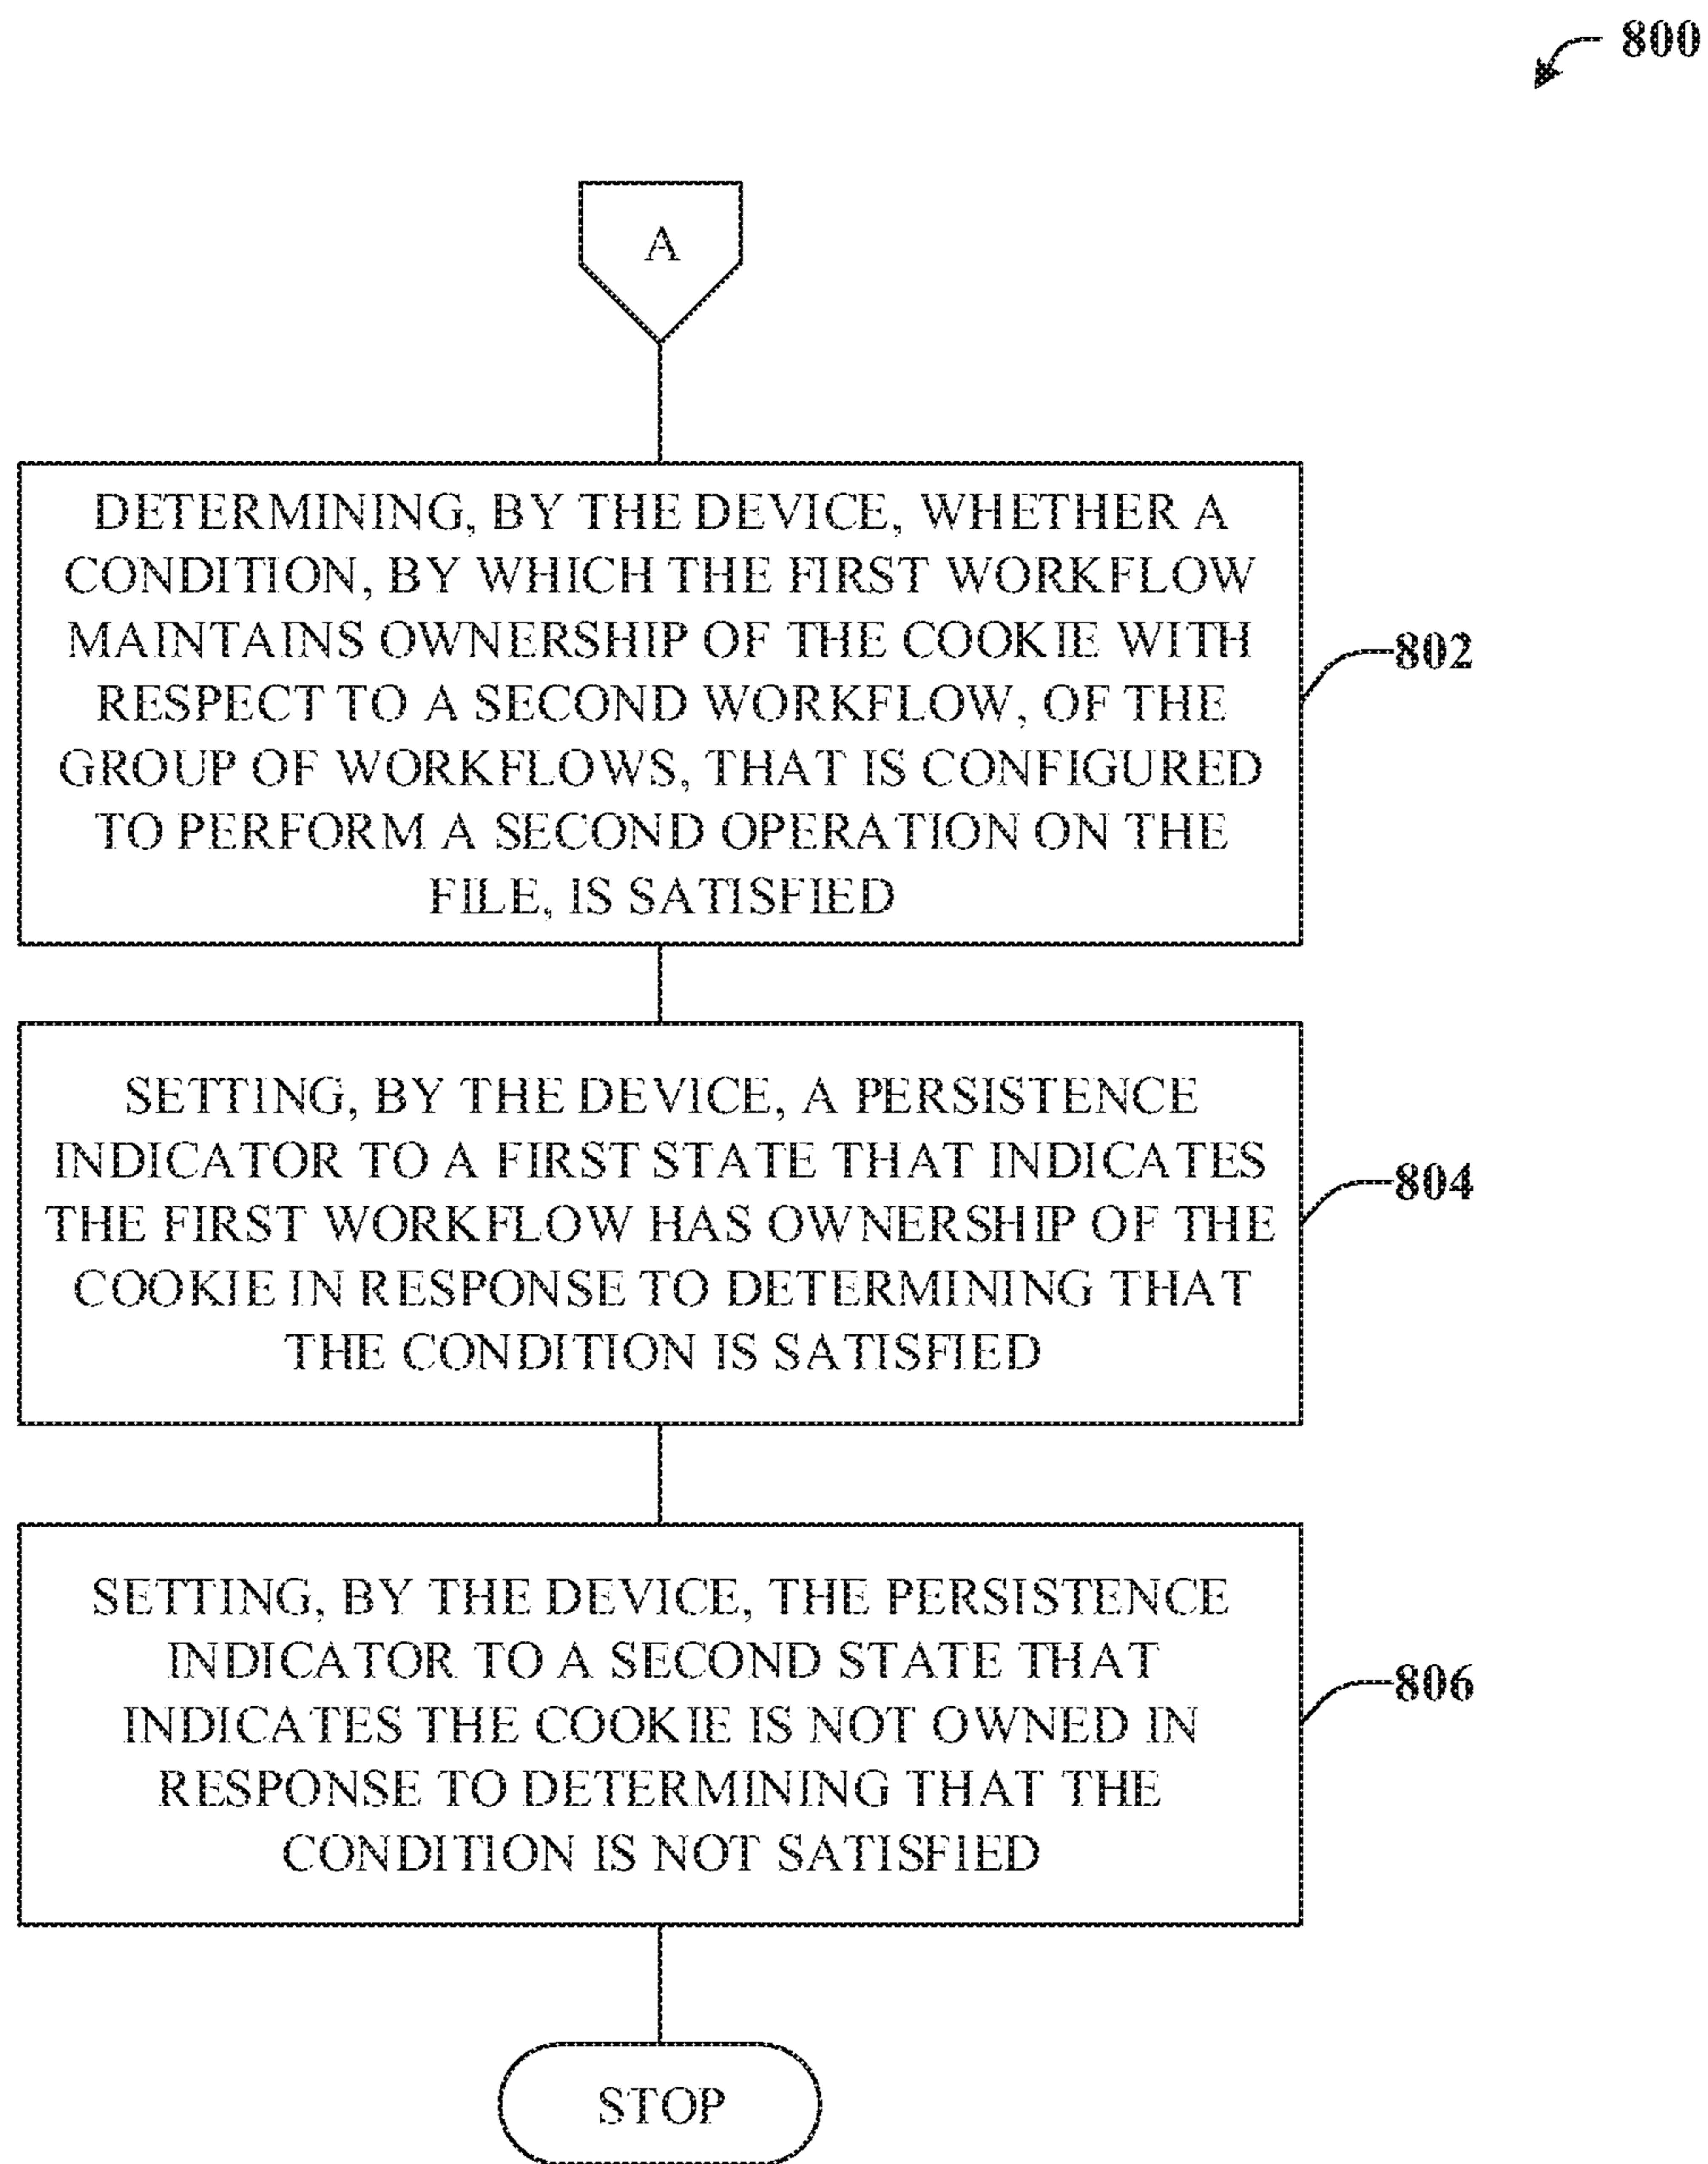 800
A
DETERMINING, BY THE DEVICE, WHETHER A
CONDITION, BY WHICH THE FIRST WORKFLOW
MAINTAINS OWNERSHIP OF THE COOKIE WITH
RESPECT TO A SECOND WORKFLOW, OF THE
GROUP OF WORKFLOWS, THAT IS CONFIGURED
TO PERFORM A SECOND OPERATION ON THE
FILE, IS SATISFIED
802
SETTING, BY THE DEVICE, A PERSISTENCE
INDICATOR TO A FIRST STATE THAT INDICATES
THE FIRST WORKFLOW HAS OWNERSHIP OF THE
COOKIE IN RESPONSE TO DETERMINING THAT
THE CONDITION IS SATISFIED
804
SETTING, BY THE DEVICE, THE PERSISTENCE
INDICATOR TO A SECOND STATE THAT
INDICATES THE COOKIE IS NOT OWNED IN
RESPONSE TO DETERMINING THAT THE
CONDITION IS NOT SATISFIED
806
STOP